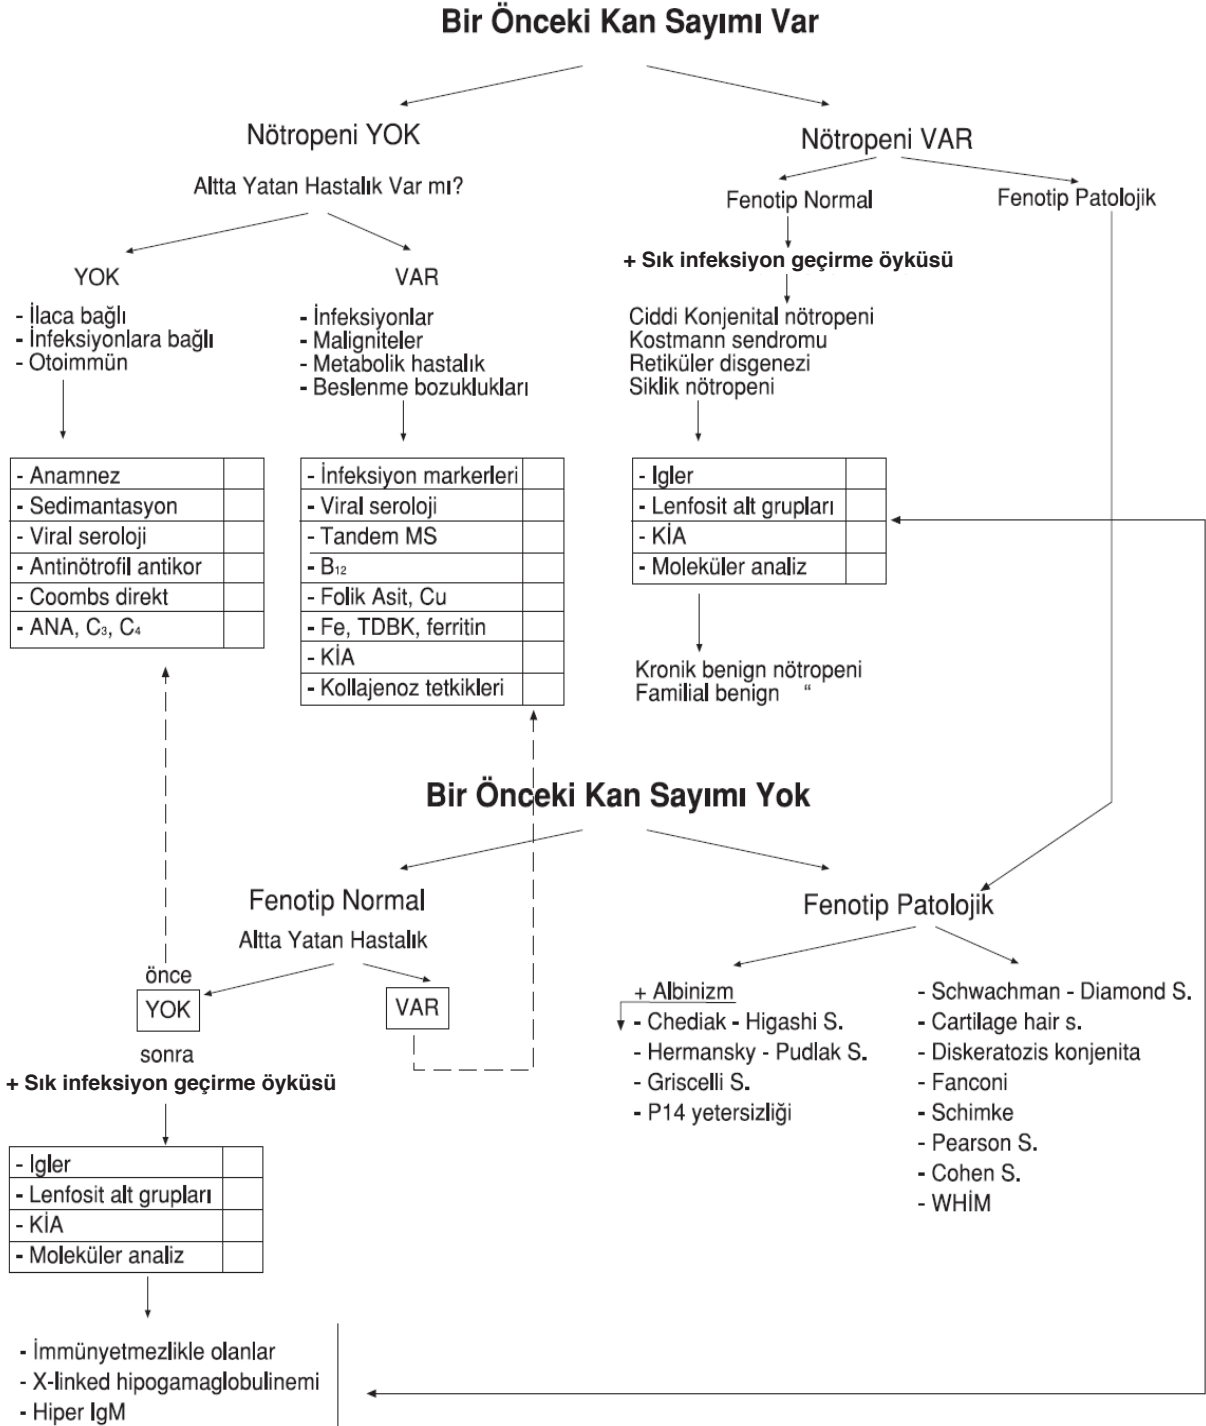 Bir Önceki Kan Sayımı Var
Nötropeni YOK
Altta Yatan Hastalık Var mı?
YOK
- İlaca bağlı
- İnfeksiyonlara bağlı
- Otoimmün
- Anamnez
- Sedimantasyon
- Viral seroloji
- Antinötrofil antikor
- Coombs direkt
- ANA, C₃, C₄
VAR
- İnfeksiyonlar
- Maligniteler
- Metabolik hastalık
- Beslenme bozuklukları
- İnfeksiyon markerleri
- Viral seroloji
- Tandem MS
- B₁₂
- Folik Asit, Cu
- Fe, TDBK, ferritin
- KİA
- Kollajenoz tetkikleri
Nötropeni VAR
Fenotip Normal
+ Sık infeksiyon geçirme öyküsü
Ciddi Konjenital nötropeni
Kostmann sendromu
Retiküler disgenezi
Siklik nötropeni
- Igler
- Lenfosit alt grupları
- KİA
- Moleküler analiz
Kronik benign nötropeni
Familial benign “
Fenotip Patolojik
Bir Önceki Kan Sayımı Yok
Fenotip Normal
Altta Yatan Hastalık
önce
YOK
VAR
sonra
+ Sık infeksiyon geçirme öyküsü
- Igler
- Lenfosit alt grupları
- KİA
- Moleküler analiz
- İmmünyetmezlikle olanlar
- X-linked hipogamaglobulinemi
- Hiper IgM
Fenotip Patolojik
+ Albinizm
- Chediak - Higashi S.
- Hermansky - Pudlak S.
- Griscelli S.
- P14 yetersizliği
- Schwachman - Diamond S.
- Cartilage hair s.
- Diskeratozis konjenita
- Fanconi
- Schimke
- Pearson S.
- Cohen S.
- WHİM